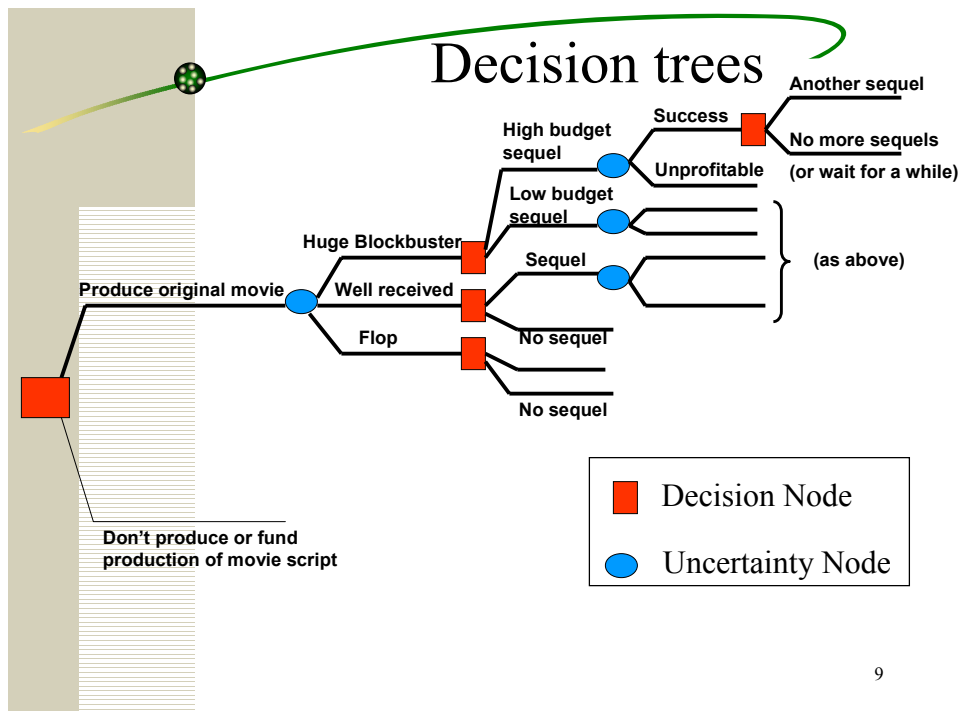 Decision trees
Another sequel
Success
High budget
sequel
No more sequels
(or wait for a while)
Unprofitable
Low budget
sequel
Huge Blockbuster
Sequel
(as above)
Produce original movie
Well received
Flop
No sequel
No sequel
Decision Node
Don't produce or fund
production of movie script
Uncertainty Node
9